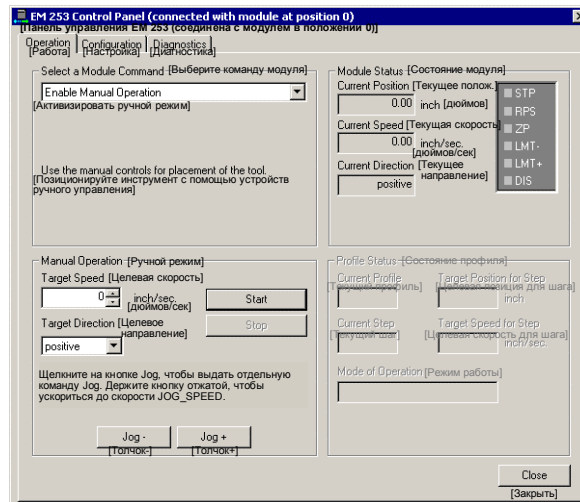 EM 253 Control Panel (connected with module at position 0)
[Панель управления EM 253 (соединена с модулем в положении 0)]
Operation Configuration Diagnostics
[Работа] [Настройка] [Диагностика]
Select a Module Command [Выберите команду модуля]
Enable Manual Operation
[Активизировать ручной режим]
Use the manual controls for placement of the tool.
[Позиционируйте инструмент с помощью устройств
ручного управления]
Module Status [Состояние модуля]
Current Position [Текущее полож.]
0.00 inch [дюймов]
Current Speed [Текущая скорость]
0.00 inch/sec.
[дюймов/сек]
Current Direction [Текущее
направление]
positive
STP
RPS
ZP
LMT-
LMT+
DIS
Manual Operation [Ручной режим]
Target Speed [Целевая скорость]
0 inch/sec.
[дюймов/сек]
Start
Target Direction [Целевое
направление]
Stop
positive
Щелкните на кнопке Jog, чтобы выдать отдельную
команду Jog. Держите кнопку отжатой, чтобы
ускориться до скорости JOG_SPEED.
Jog - Jog +
[Толчок-] [Толчок+]
Profile Status [Состояние профиля]
Current Profile Target Position for Step
[Текущий профиль] [Целевая позиция для шага]
inch
Current Step Target Speed for Step
[Текущий шаг] [Целевая скорость для шага]
inch/sec.
Mode of Operation [Режим работы]
Close
[Закрыть]